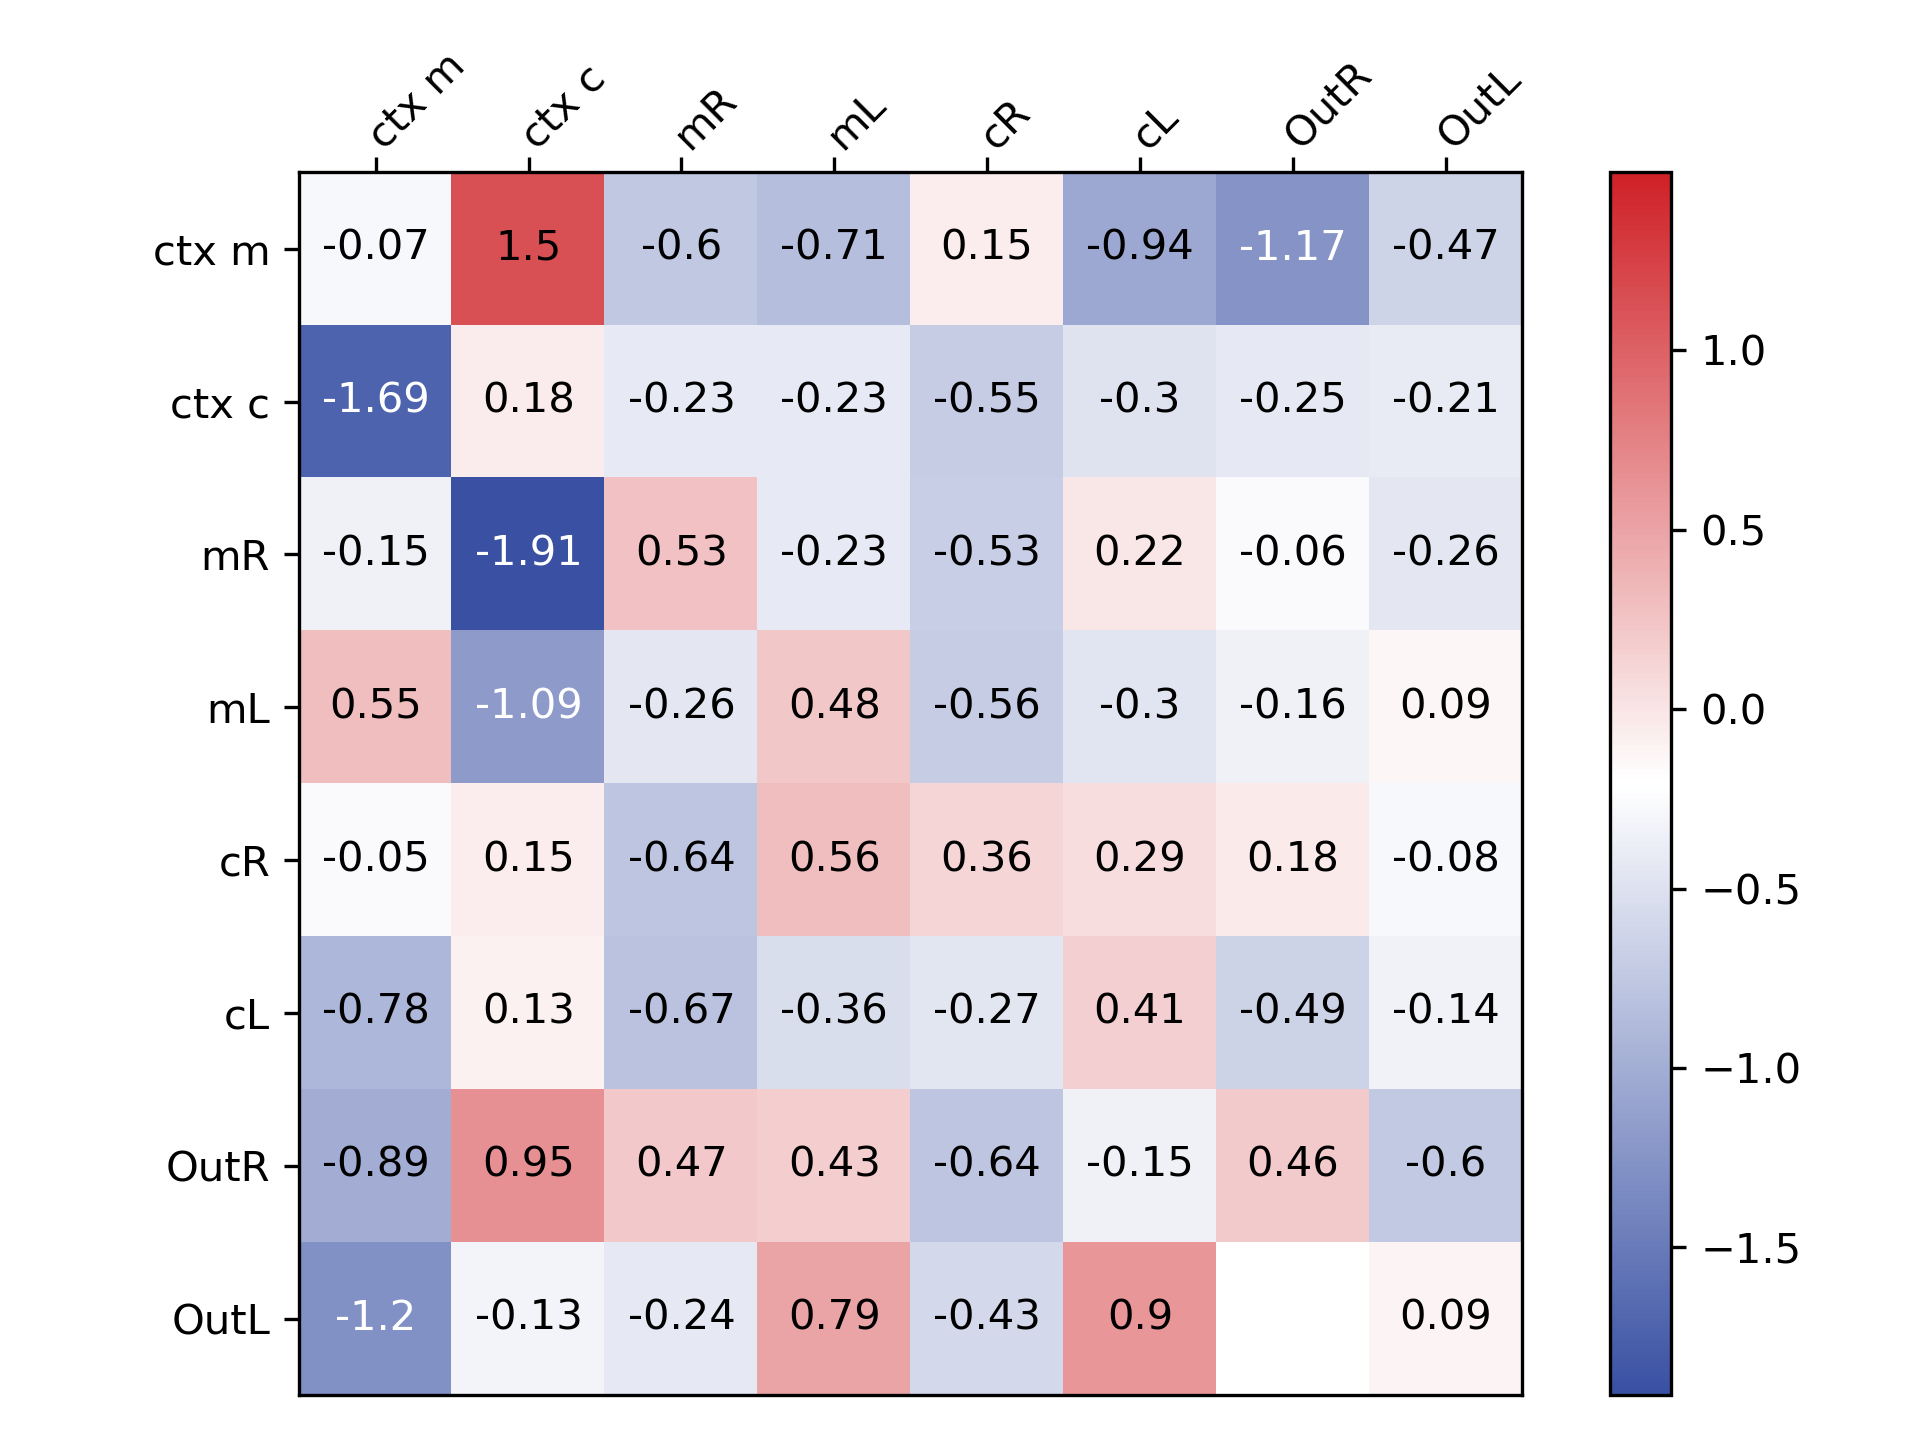 ctx m ctx c mR mL cR cL OutR OutL
ctx m -0.07 1.5 -0.6 -0.71 0.15 -0.94 -1.17 -0.47
ctx c -1.69 0.18 -0.23 -0.23 -0.55 -0.3 -0.25 -0.21
mR -0.15 -1.91 0.53 -0.23 -0.53 0.22 -0.06 -0.26
mL 0.55 -1.09 -0.26 0.48 -0.56 -0.3 -0.16 0.09
cR -0.05 0.15 -0.64 0.56 0.36 0.29 0.18 -0.08
cL -0.78 0.13 -0.67 -0.36 -0.27 0.41 -0.49 -0.14
OutR -0.89 0.95 0.47 0.43 -0.64 -0.15 0.46 -0.6
OutL -1.2 -0.13 -0.24 0.79 -0.43 0.9 0.09
1.0
0.5
0.0
−0.5
−1.0
−1.5